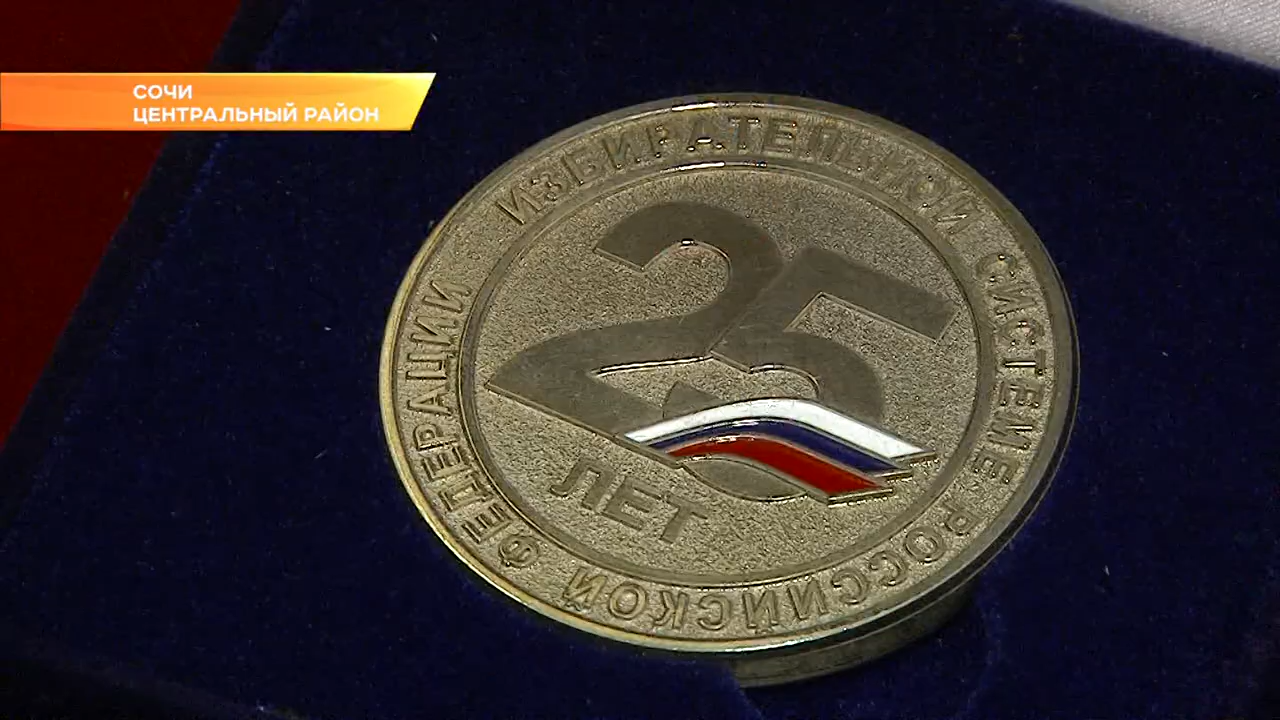 СОЧИ
ЦЕНТРАЛЬНЫЙ РАЙОН
ИЗБИРАТЕЛЬНОЙ СИСТЕМЕ РОССИЙСКОЙ ФЕДЕРАЦИИ
25
ЛЕТ